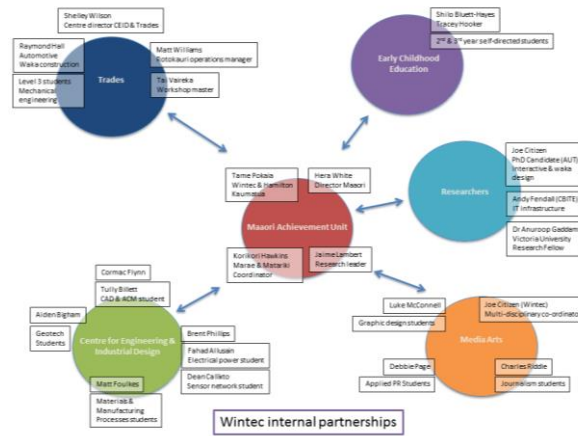 Shelley Wilson
Centre director CEID & Trades
Raymond Hall
Automotive
Waka construction
Matt Williams
Rotokauri operations manager
Trades
Level 3 students
Mechanical
engineering
Tai Vaireka
Workshop master
Shilo Bluett-Hayes
Tracey Hooker
2nd & 3rd year self-directed students
Early Childhood
Education
Tame Pokaia
Wintec & Hamilton
Kaumatua
Hera White
Director Maaori
Maaori Achievement Unit
Korikori Hawkins
Marae & Matariki
Coordinator
Jaime Lambert
Research leader
Joe Citizen
PhD Candidate (AUT)
Interactive & waka
design
Researchers
Andy Fendall (CBITE)
IT infrastructure
Dr Anuroop Gaddam
Victoria University
Research Fellow
Cormac Flynn
Tully Billett
CAD & ACM student
Aiden Bigham
Geotech
Students
Centre for Engineering
& Industrial Design
Brent Phillips
Fahad Allusain
Electrical power student
Dean Calleto
Sensor network student
Matt Foulkes
Materials &
Manufacturing
Processes students
Luke McConnell
Graphic design students
Joe Citizen (Wintec)
Multi-disciplinary co-ordinator
Media Arts
Debbie Page
Applied PR Students
Charles Riddle
Journalism students
Wintec internal partnerships